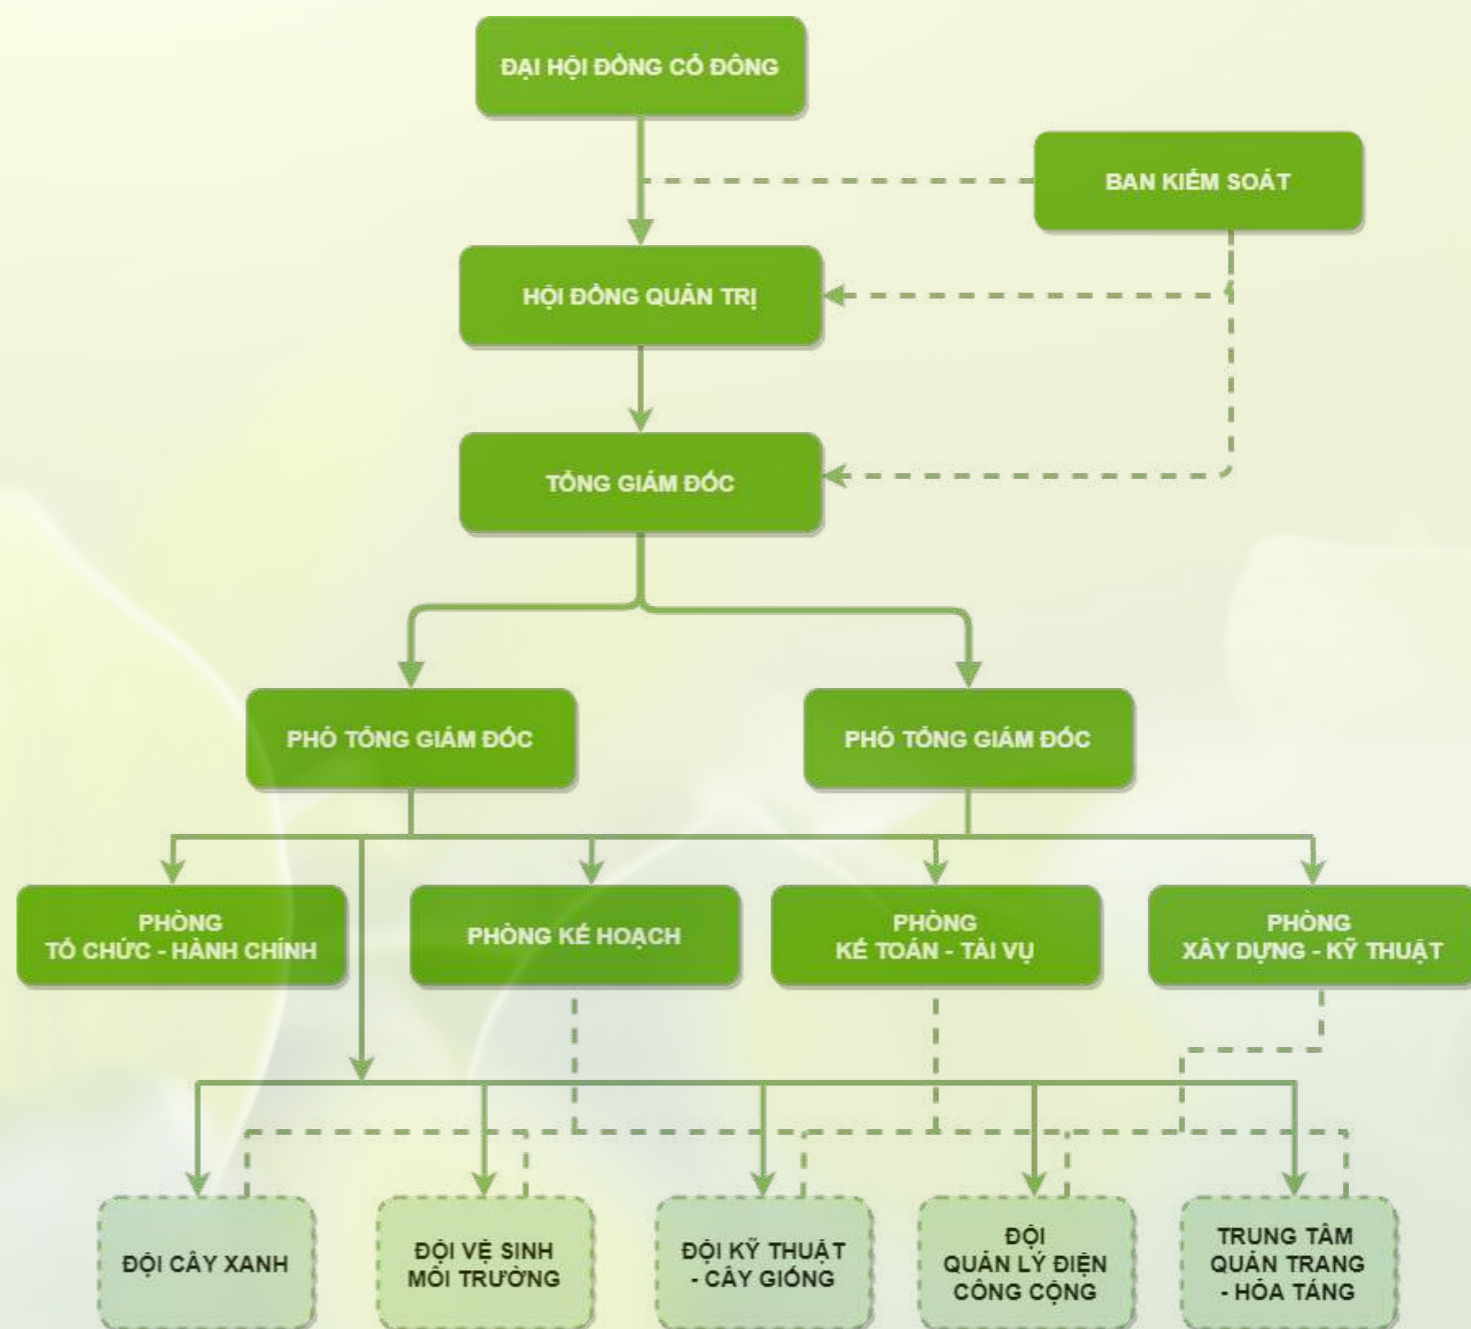 ĐẠI HỘI ĐỒNG CỔ ĐÔNG
BAN KIỂM SOÁT
HỘI ĐỒNG QUẢN TRỊ
TỔNG GIÁM ĐỐC
PHÓ TỔNG GIÁM ĐỐC
PHÓ TỔNG GIÁM ĐỐC
PHÒNG
TỔ CHỨC - HÀNH CHÍNH
PHÒNG KẾ HOẠCH
PHÒNG
KẾ TOÁN - TÀI VỤ
PHÒNG
XÂY DỰNG - KỸ THUẬT
ĐỘI CÂY XANH
ĐỘI VỆ SINH
MÔI TRƯỜNG
ĐỘI KỸ THUẬT
- CÂY GIỐNG
ĐỘI
QUẢN LÝ ĐIỆN
CÔNG CỘNG
TRUNG TÂM
QUẢN TRANG
- HỎA TÁNG